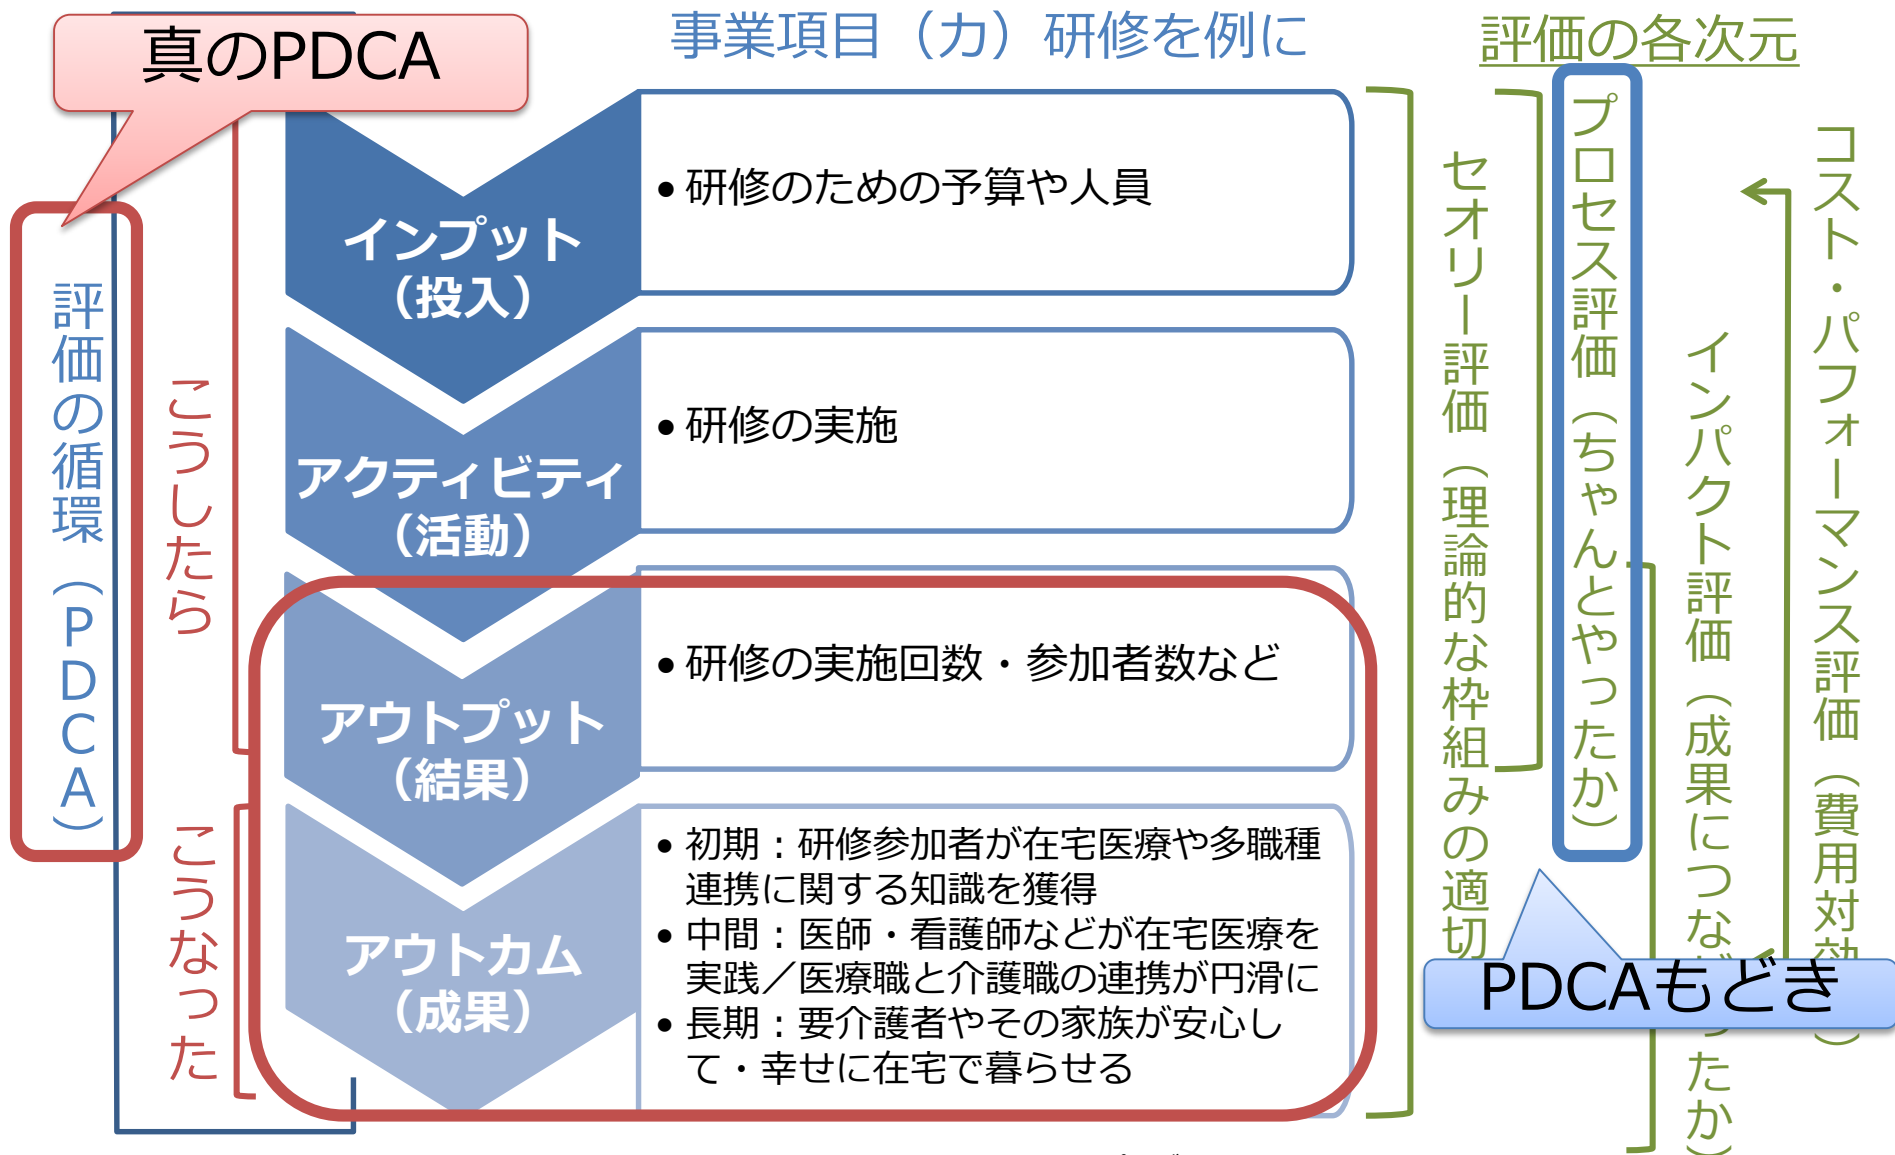 真のPDCA
事業項目（カ）研修を例に
評価の各次元
評価の循環（PDCA）
こうしたら
こうなった
インプット
（投入）
• 研修のための予算や人員
アクティビティ
（活動）
• 研修の実施
アウトプット
（結果）
• 研修の実施回数・参加者数など
アウトカム
（成果）
• 初期：研修参加者が在宅医療や多職種
連携に関する知識を獲得
• 中間：医師・看護師などが在宅医療を
実践／医療職と介護職の連携が円滑に
• 長期：要介護者やその家族が安心し
て・幸せに在宅で暮らせる
セオリー評価（理論的な枠組みの適切
プロセス評価（ちゃんとやったか）
インパクト評価（成果につながったか）
コスト・パフォーマンス評価（費用対効
PDCAもどき